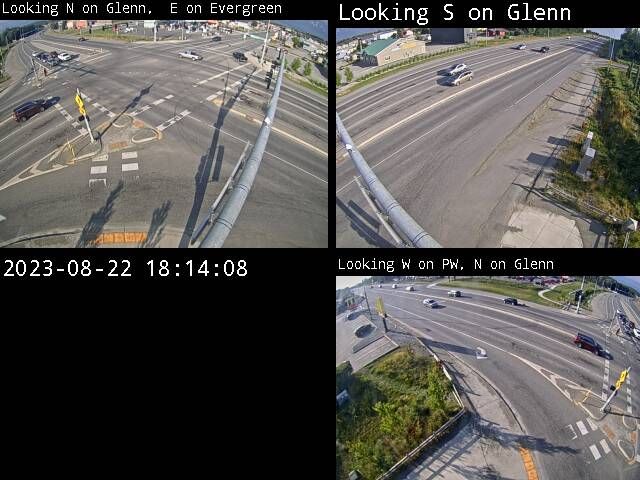 Looking N on Glenn,  E on Evergreen
Looking S on Glenn
2023-08-22 18:14:08
Looking W on PW, N on Glenn